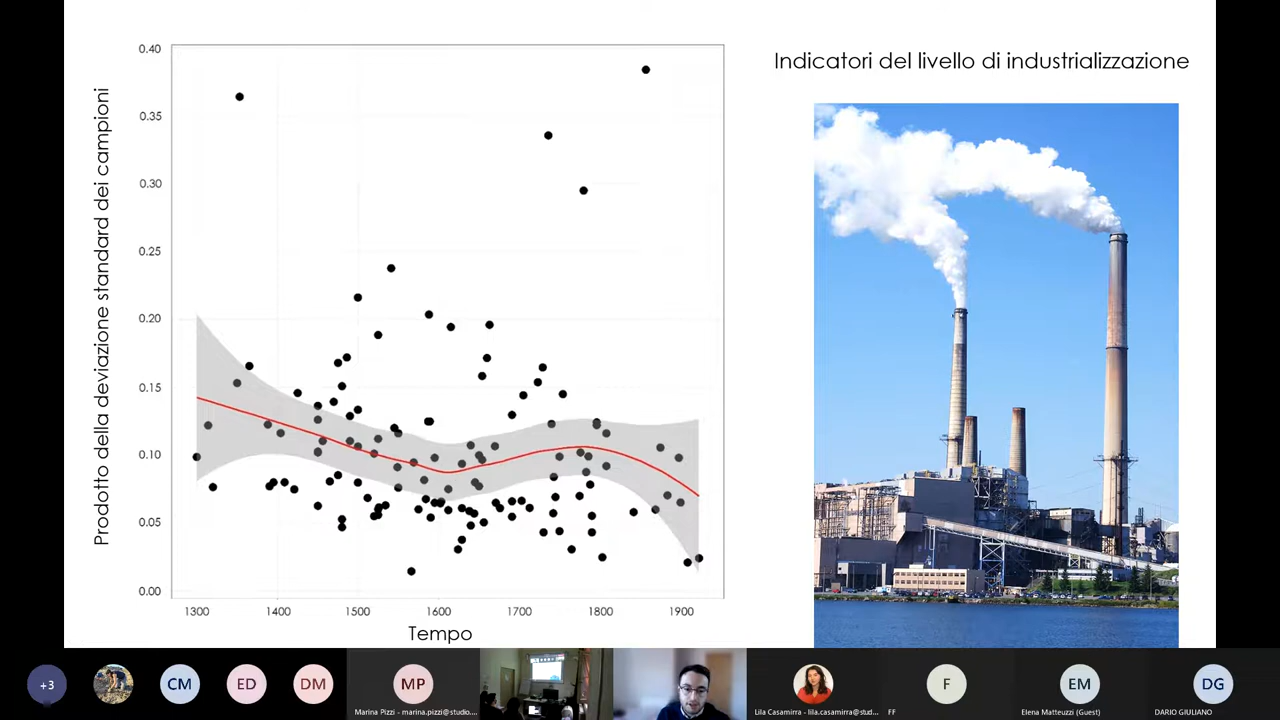 Indicatori del livello di industrializzazione
Prodotto della deviazione standard dei campioni
0.40
0.35
0.30
0.25
0.20
0.15
0.10
0.05
0.00
1300 1400 1500 1600 1700 1800 1900
Tempo
+3
CM
ED
DM
MP
F
EM
DG
Marina Pizzi - marina.pizzi@studio....
Lila Casamirra - lila.casamirra@stud...
FF
Elena Matteuzzi (Guest)
DARIO GIULIANO